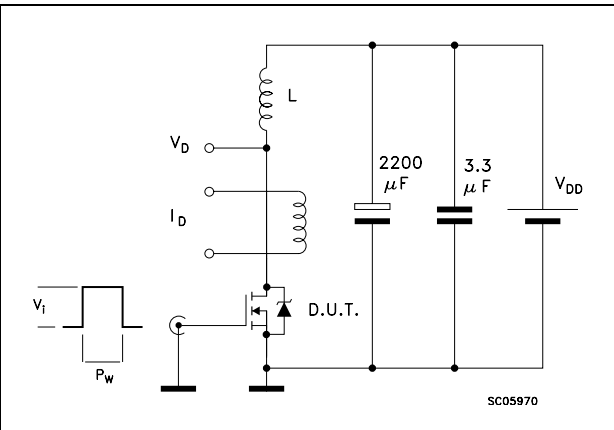 L
V_D
2200 µF
3.3 µF
V_DD
I_D
D.U.T.
V_i
P_W
SC05970